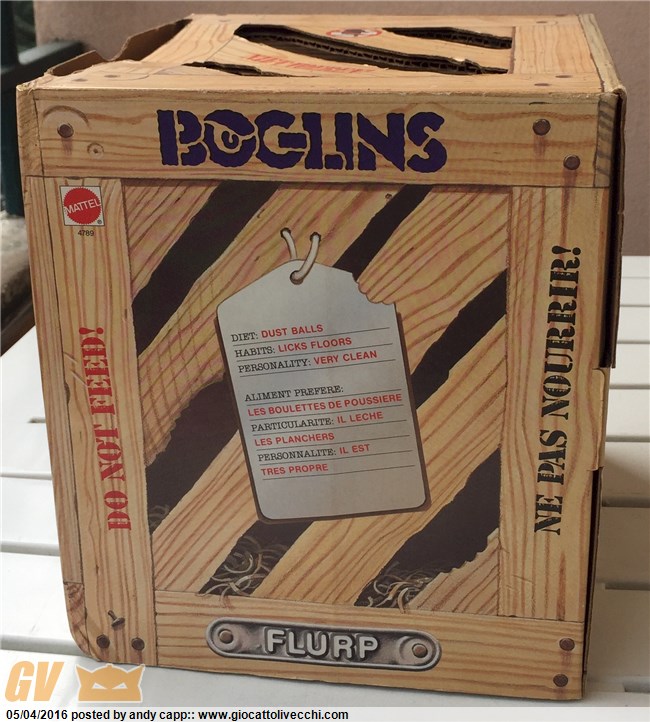 BOGLINS
MATTEL
®
4789
DO NOT FEED!
DIET: DUST BALLS
HABITS: LICKS FLOORS
PERSONALITY: VERY CLEAN
ALIMENT PREFERE:
LES BOULETTES DE POUSSIERE
PARTICULARITE: IL LECHE
LES PLANCHERS
PERSONNALITE: IL EST
TRES PROPRE
NE PAS NOURRIR!
FLURP
GV
05/04/2016 posted by andy capp:: www.giocattolivecchi.com